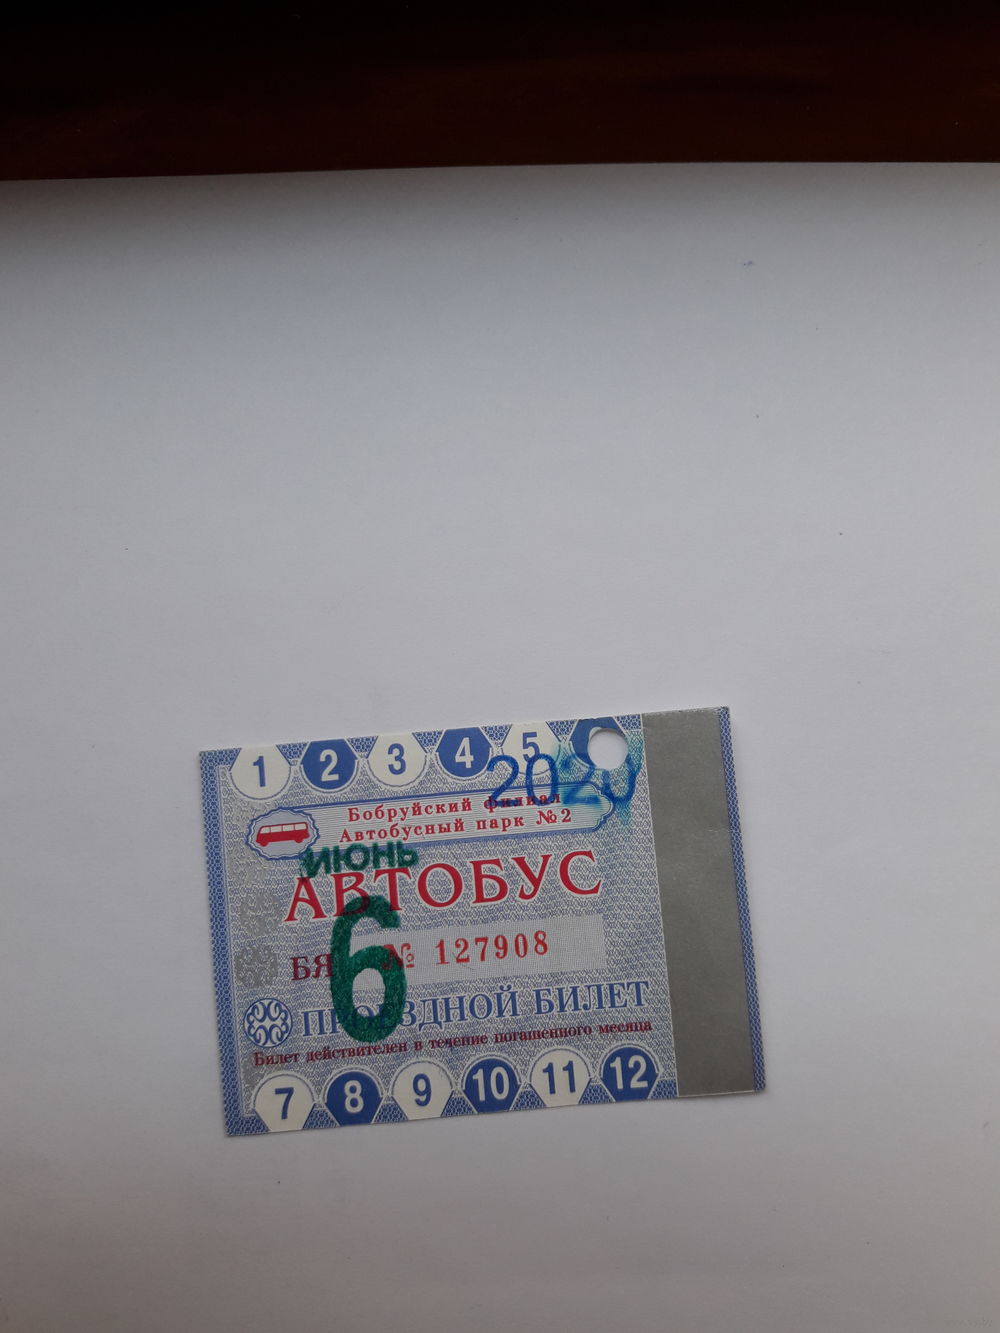 1 2 3 4 5
2020
Бобруйский филиал
Автобусный парк №2
ИЮНЬ
АВТОБУС
6
БЯ № 127908
ПРОЕЗДНОЙ БИЛЕТ
Билет действителен в течение погашенного месяца
7 8 9 10 11 12